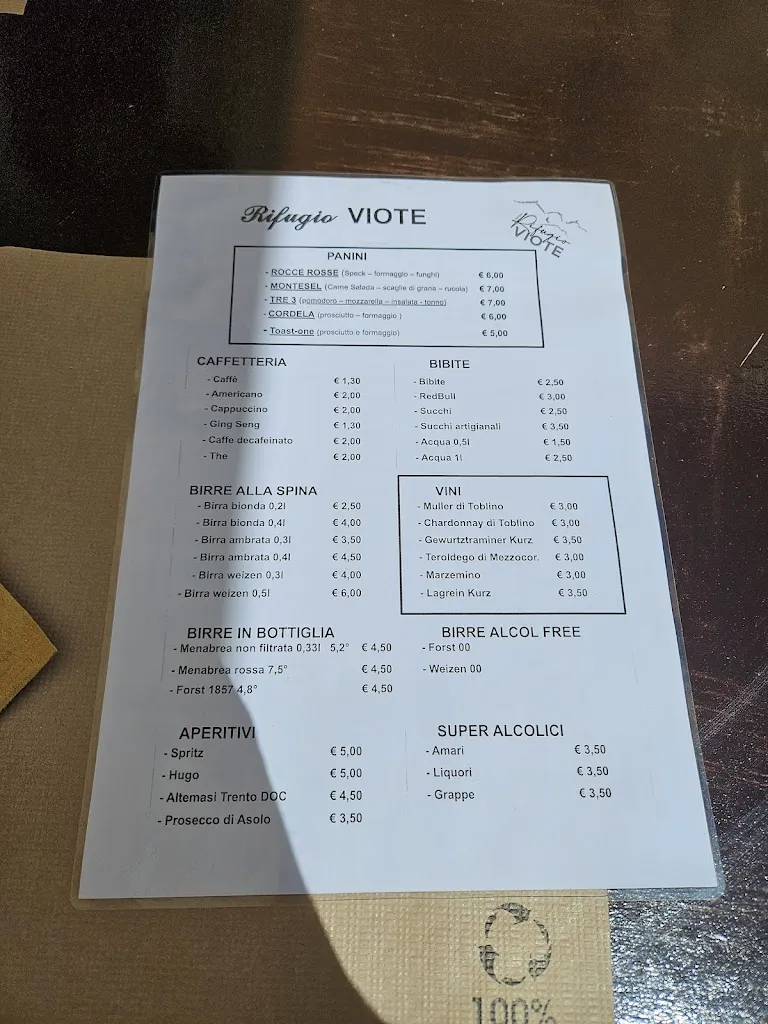 Rifugio VIOTE
Rifugio
VIOTE
PANINI
- ROCCE ROSSE (Speck – formaggio – funghi) € 6,00
- MONTESEL (Carne Salada – scaglie di grana – rucola) € 7,00
- TRE 3 (pomodoro – mozzarella – insalata - tonno) € 7,00
- CORDELA (prosciutto – formaggio ) € 6,00
- Toast-one (prosciutto e formaggio) € 5,00
CAFFETTERIA
- Caffè € 1,30
- Americano € 2,00
- Cappuccino € 2,00
- Ging Seng € 1,30
- Caffe decafeinato € 2,00
- The € 2,00
BIBITE
- Bibite € 2,50
- RedBull € 3,00
- Succhi € 2,50
- Succhi artigianali € 3,50
- Acqua 0,5l € 1,50
- Acqua 1l € 2,50
BIRRE ALLA SPINA
- Birra bionda 0,2l € 2,50
- Birra bionda 0,4l € 4,00
- Birra ambrata 0,3l € 3,50
- Birra ambrata 0,4l € 4,50
- Birra weizen 0,3l € 4,00
- Birra weizen 0,5l € 6,00
VINI
- Muller di Toblino € 3,00
- Chardonnay di Toblino € 3,00
- Gewurtztraminer Kurz € 3,50
- Teroldego di Mezzocor. € 3,00
- Marzemino € 3,00
- Lagrein Kurz € 3,50
BIRRE IN BOTTIGLIA
- Menabrea non filtrata 0,33l 5,2° € 4,50
- Menabrea rossa 7,5° € 4,50
- Forst 1857 4,8° € 4,50
BIRRE ALCOL FREE
- Forst 00
- Weizen 00
APERITIVI
- Spritz € 5,00
- Hugo € 5,00
- Altemasi Trento DOC € 4,50
- Prosecco di Asolo € 3,50
SUPER ALCOLICI
- Amari € 3,50
- Liquori € 3,50
- Grappe € 3,50
100%